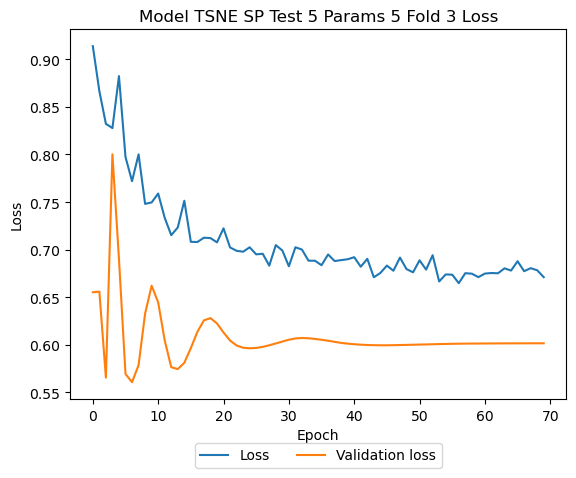 Model TSNE SP Test 5 Params 5 Fold 3 Loss
Loss
0.90
0.85
0.80
0.75
0.70
0.65
0.60
0.55
0 10 20 30 40 50 60 70
Epoch
Loss Validation loss